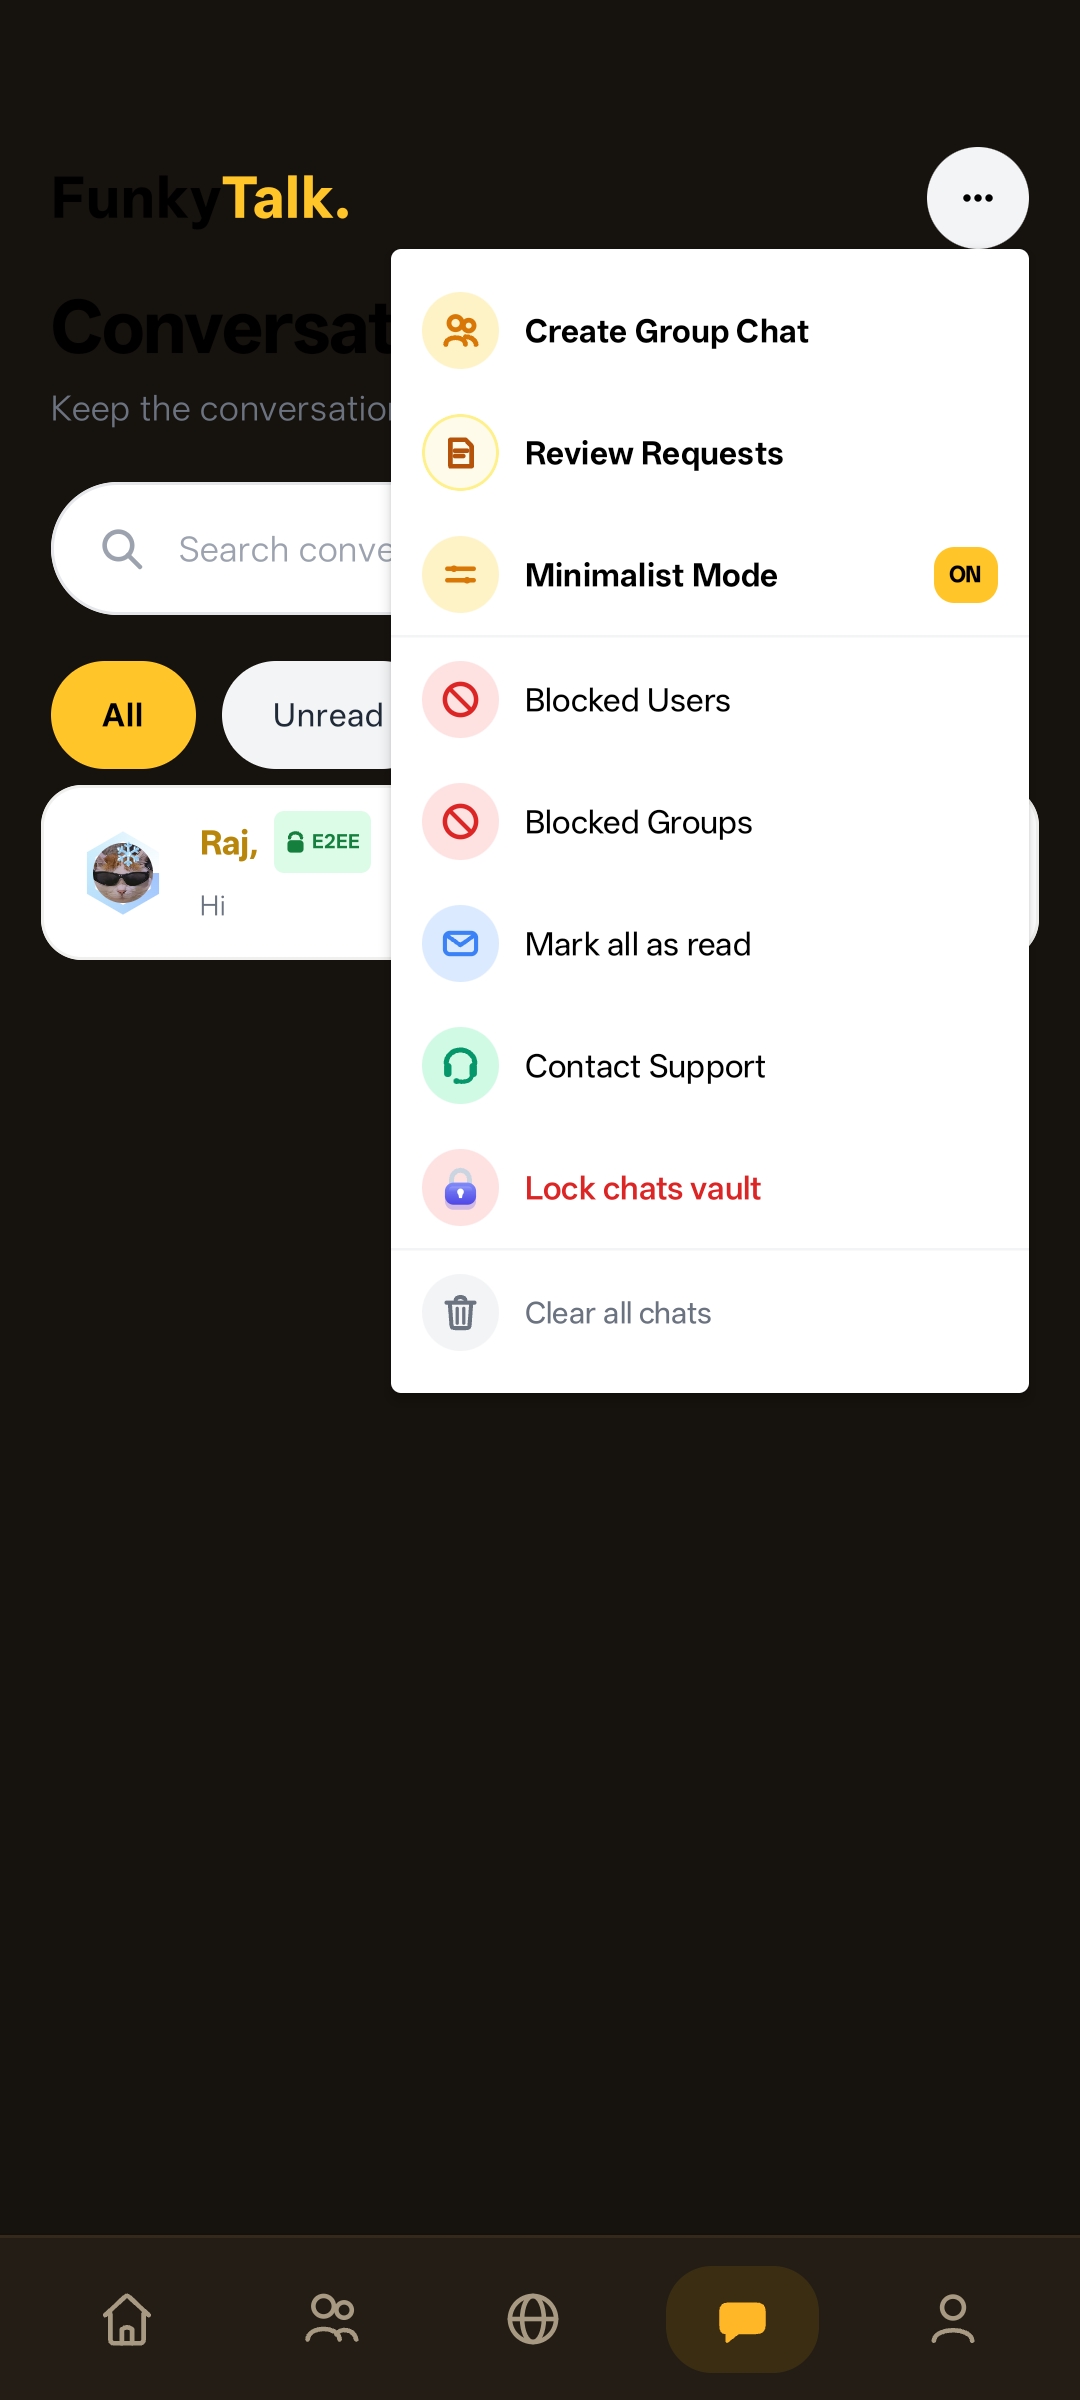 FunkyTalk.
Conversat
Keep the conversation
Search conve
All
Unread
Raj,
E2EE
Hi
Create Group Chat
Review Requests
Minimalist Mode
ON
Blocked Users
Blocked Groups
Mark all as read
Contact Support
Lock chats vault
Clear all chats